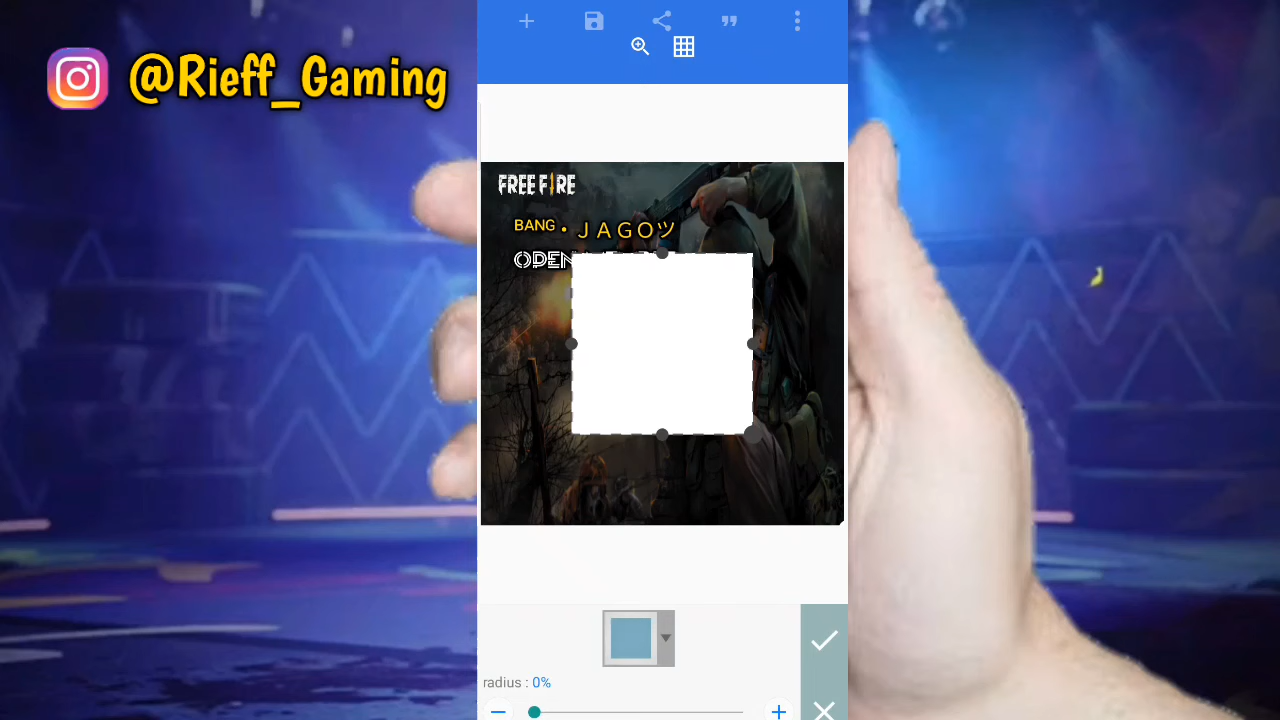 @Rieff_Gaming
FREE FIRE
BANG • ＪＡＧＯツ
OPEN
radius : 0%